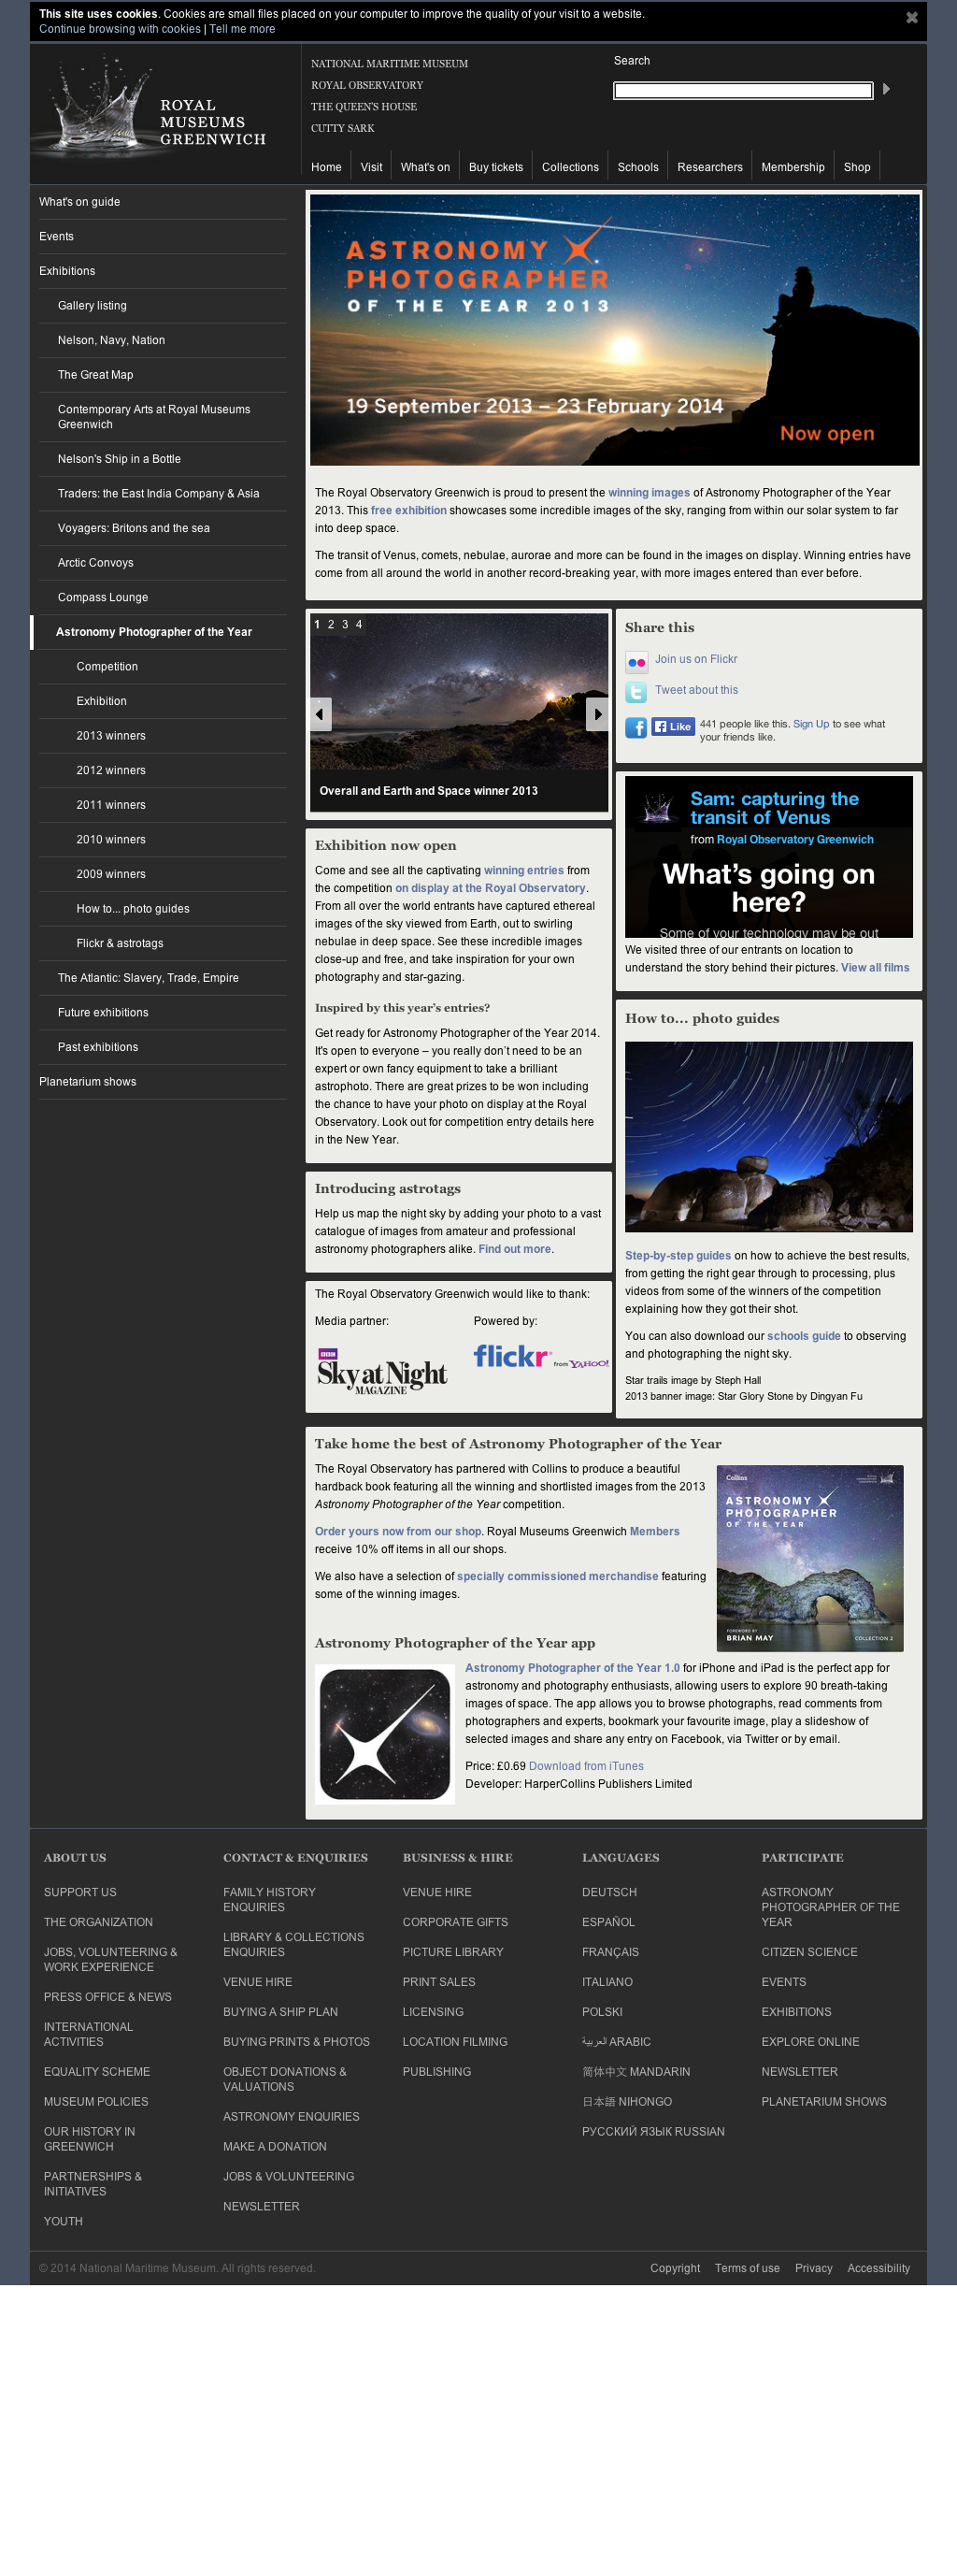 This site uses cookies. Cookies are small files placed on your computer to improve the quality of your visit to a website.
Continue browsing with cookies | Tell me more
ROYAL
MUSEUMS
GREENWICH
NATIONAL MARITIME MUSEUM
ROYAL OBSERVATORY
THE QUEEN'S HOUSE
CUTTY SARK
Search
Home
Visit
What's on
Buy tickets
Collections
Schools
Researchers
Membership
Shop
What's on guide
Events
Exhibitions
Gallery listing
Nelson, Navy, Nation
The Great Map
Contemporary Arts at Royal Museums
Greenwich
Nelson's Ship in a Bottle
Traders: the East India Company & Asia
Voyagers: Britons and the sea
Arctic Convoys
Compass Lounge
Astronomy Photographer of the Year
Competition
Exhibition
2013 winners
2012 winners
2011 winners
2010 winners
2009 winners
How to... photo guides
Flickr & astrotags
The Atlantic: Slavery, Trade, Empire
Future exhibitions
Past exhibitions
Planetarium shows
ASTRONOMY
PHOTOGRAPHER
OF THE YEAR 2013
19 September 2013 – 23 February 2014
Now open
The Royal Observatory Greenwich is proud to present the winning images of Astronomy Photographer of the Year
2013. This free exhibition showcases some incredible images of the sky, ranging from within our solar system to far
into deep space.
The transit of Venus, comets, nebulae, aurorae and more can be found in the images on display. Winning entries have
come from all around the world in another record-breaking year, with more images entered than ever before.
1 2 3 4
Overall and Earth and Space winner 2013
Exhibition now open
Come and see all the captivating winning entries from
the competition on display at the Royal Observatory.
From all over the world entrants have captured ethereal
images of the sky viewed from Earth, out to swirling
nebulae in deep space. See these incredible images
close-up and free, and take inspiration for your own
photography and star-gazing.
Inspired by this year's entries?
Get ready for Astronomy Photographer of the Year 2014.
It's open to everyone – you really don't need to be an
expert or own fancy equipment to take a brilliant
astrophoto. There are great prizes to be won including
the chance to have your photo on display at the Royal
Observatory. Look out for competition entry details here
in the New Year.
Introducing astrotags
Help us map the night sky by adding your photo to a vast
catalogue of images from amateur and professional
astronomy photographers alike. Find out more.
The Royal Observatory Greenwich would like to thank:
Media partner:
Powered by:
BBC
Sky at Night
MAGAZINE
flickr from YAHOO!
Share this
Join us on Flickr
Tweet about this
Like
441 people like this. Sign Up to see what
your friends like.
Sam: capturing the
transit of Venus
from Royal Observatory Greenwich
What's going on
here?
Some of your technology may be out
We visited three of our entrants on location to
understand the story behind their pictures. View all films
How to... photo guides
Step-by-step guides on how to achieve the best results,
from getting the right gear through to processing, plus
videos from some of the winners of the competition
explaining how they got their shot.
You can also download our schools guide to observing
and photographing the night sky.
Star trails image by Steph Hall
2013 banner image: Star Glory Stone by Dingyan Fu
Take home the best of Astronomy Photographer of the Year
The Royal Observatory has partnered with Collins to produce a beautiful
hardback book featuring all the winning and shortlisted images from the 2013
Astronomy Photographer of the Year competition.
Order yours now from our shop. Royal Museums Greenwich Members
receive 10% off items in all our shops.
We also have a selection of specially commissioned merchandise featuring
some of the winning images.
Collins
ASTRONOMY
PHOTOGRAPHER
OF THE YEAR
FOREWORD BY
BRIAN MAY
COLLECTION 2
Astronomy Photographer of the Year app
Astronomy Photographer of the Year 1.0 for iPhone and iPad is the perfect app for
astronomy and photography enthusiasts, allowing users to explore 90 breath-taking
images of space. The app allows you to browse photographs, read comments from
photographers and experts, bookmark your favourite image, play a slideshow of
selected images and share any entry on Facebook, via Twitter or by email.
Price: £0.69 Download from iTunes
Developer: HarperCollins Publishers Limited
ABOUT US
SUPPORT US
THE ORGANIZATION
JOBS, VOLUNTEERING &
WORK EXPERIENCE
PRESS OFFICE & NEWS
INTERNATIONAL
ACTIVITIES
EQUALITY SCHEME
MUSEUM POLICIES
OUR HISTORY IN
GREENWICH
PARTNERSHIPS &
INITIATIVES
YOUTH
CONTACT & ENQUIRIES
FAMILY HISTORY
ENQUIRIES
LIBRARY & COLLECTIONS
ENQUIRIES
VENUE HIRE
BUYING A SHIP PLAN
BUYING PRINTS & PHOTOS
OBJECT DONATIONS &
VALUATIONS
ASTRONOMY ENQUIRIES
MAKE A DONATION
JOBS & VOLUNTEERING
NEWSLETTER
BUSINESS & HIRE
VENUE HIRE
CORPORATE GIFTS
PICTURE LIBRARY
PRINT SALES
LICENSING
LOCATION FILMING
PUBLISHING
LANGUAGES
DEUTSCH
ESPAÑOL
FRANÇAIS
ITALIANO
POLSKI
العربية ARABIC
简体中文 MANDARIN
日本語 NIHONGO
РУССКИЙ ЯЗЫК RUSSIAN
PARTICIPATE
ASTRONOMY
PHOTOGRAPHER OF THE
YEAR
CITIZEN SCIENCE
EVENTS
EXHIBITIONS
EXPLORE ONLINE
NEWSLETTER
PLANETARIUM SHOWS
© 2014 National Maritime Museum. All rights reserved.
Copyright
Terms of use
Privacy
Accessibility